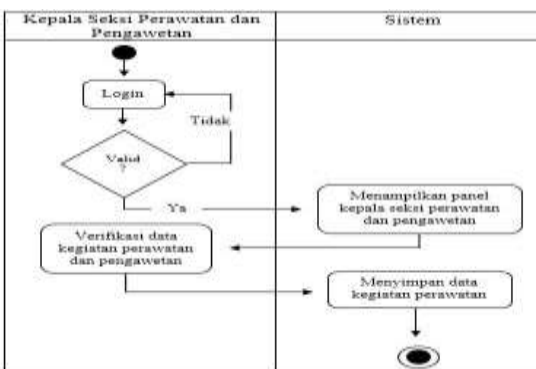 Kepala Seksi Perawatan dan
Pengawetan
Sistem
Login
Tidak
Valid
?
Ya
Menampilkan panel
kepala seksi perawatan
dan pengawetan
Verifikasi data
kegiatan perawatan
dan pengawetan
Menyimpan data
kegiatan perawatan